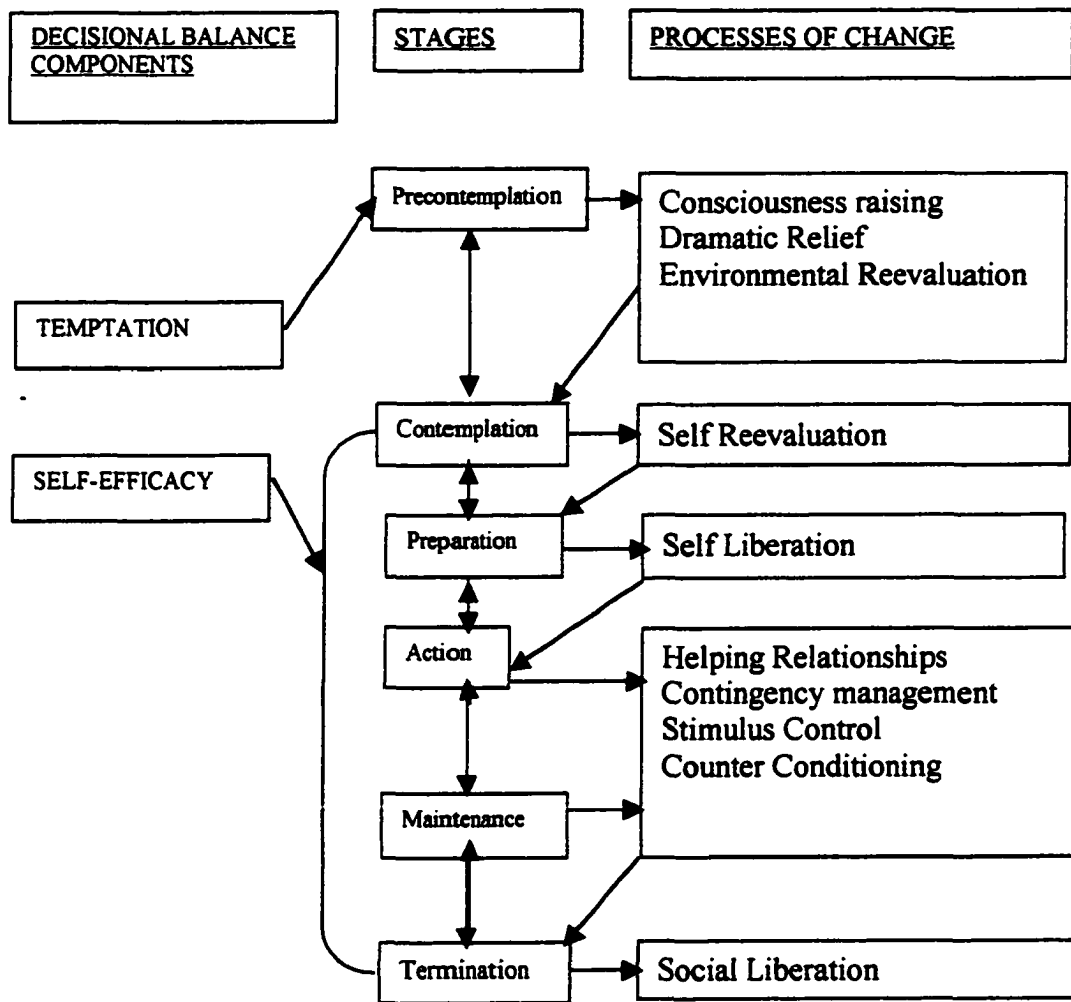 DECISIONAL BALANCE
COMPONENTS
STAGES
PROCESSES OF CHANGE
Precontemplation
Consciousness raising
Dramatic Relief
Environmental Reevaluation
TEMPTATION
Contemplation
Self Reevaluation
SELF-EFFICACY
Preparation
Self Liberation
Action
Helping Relationships
Contingency management
Stimulus Control
Counter Conditioning
Maintenance
Termination
Social Liberation